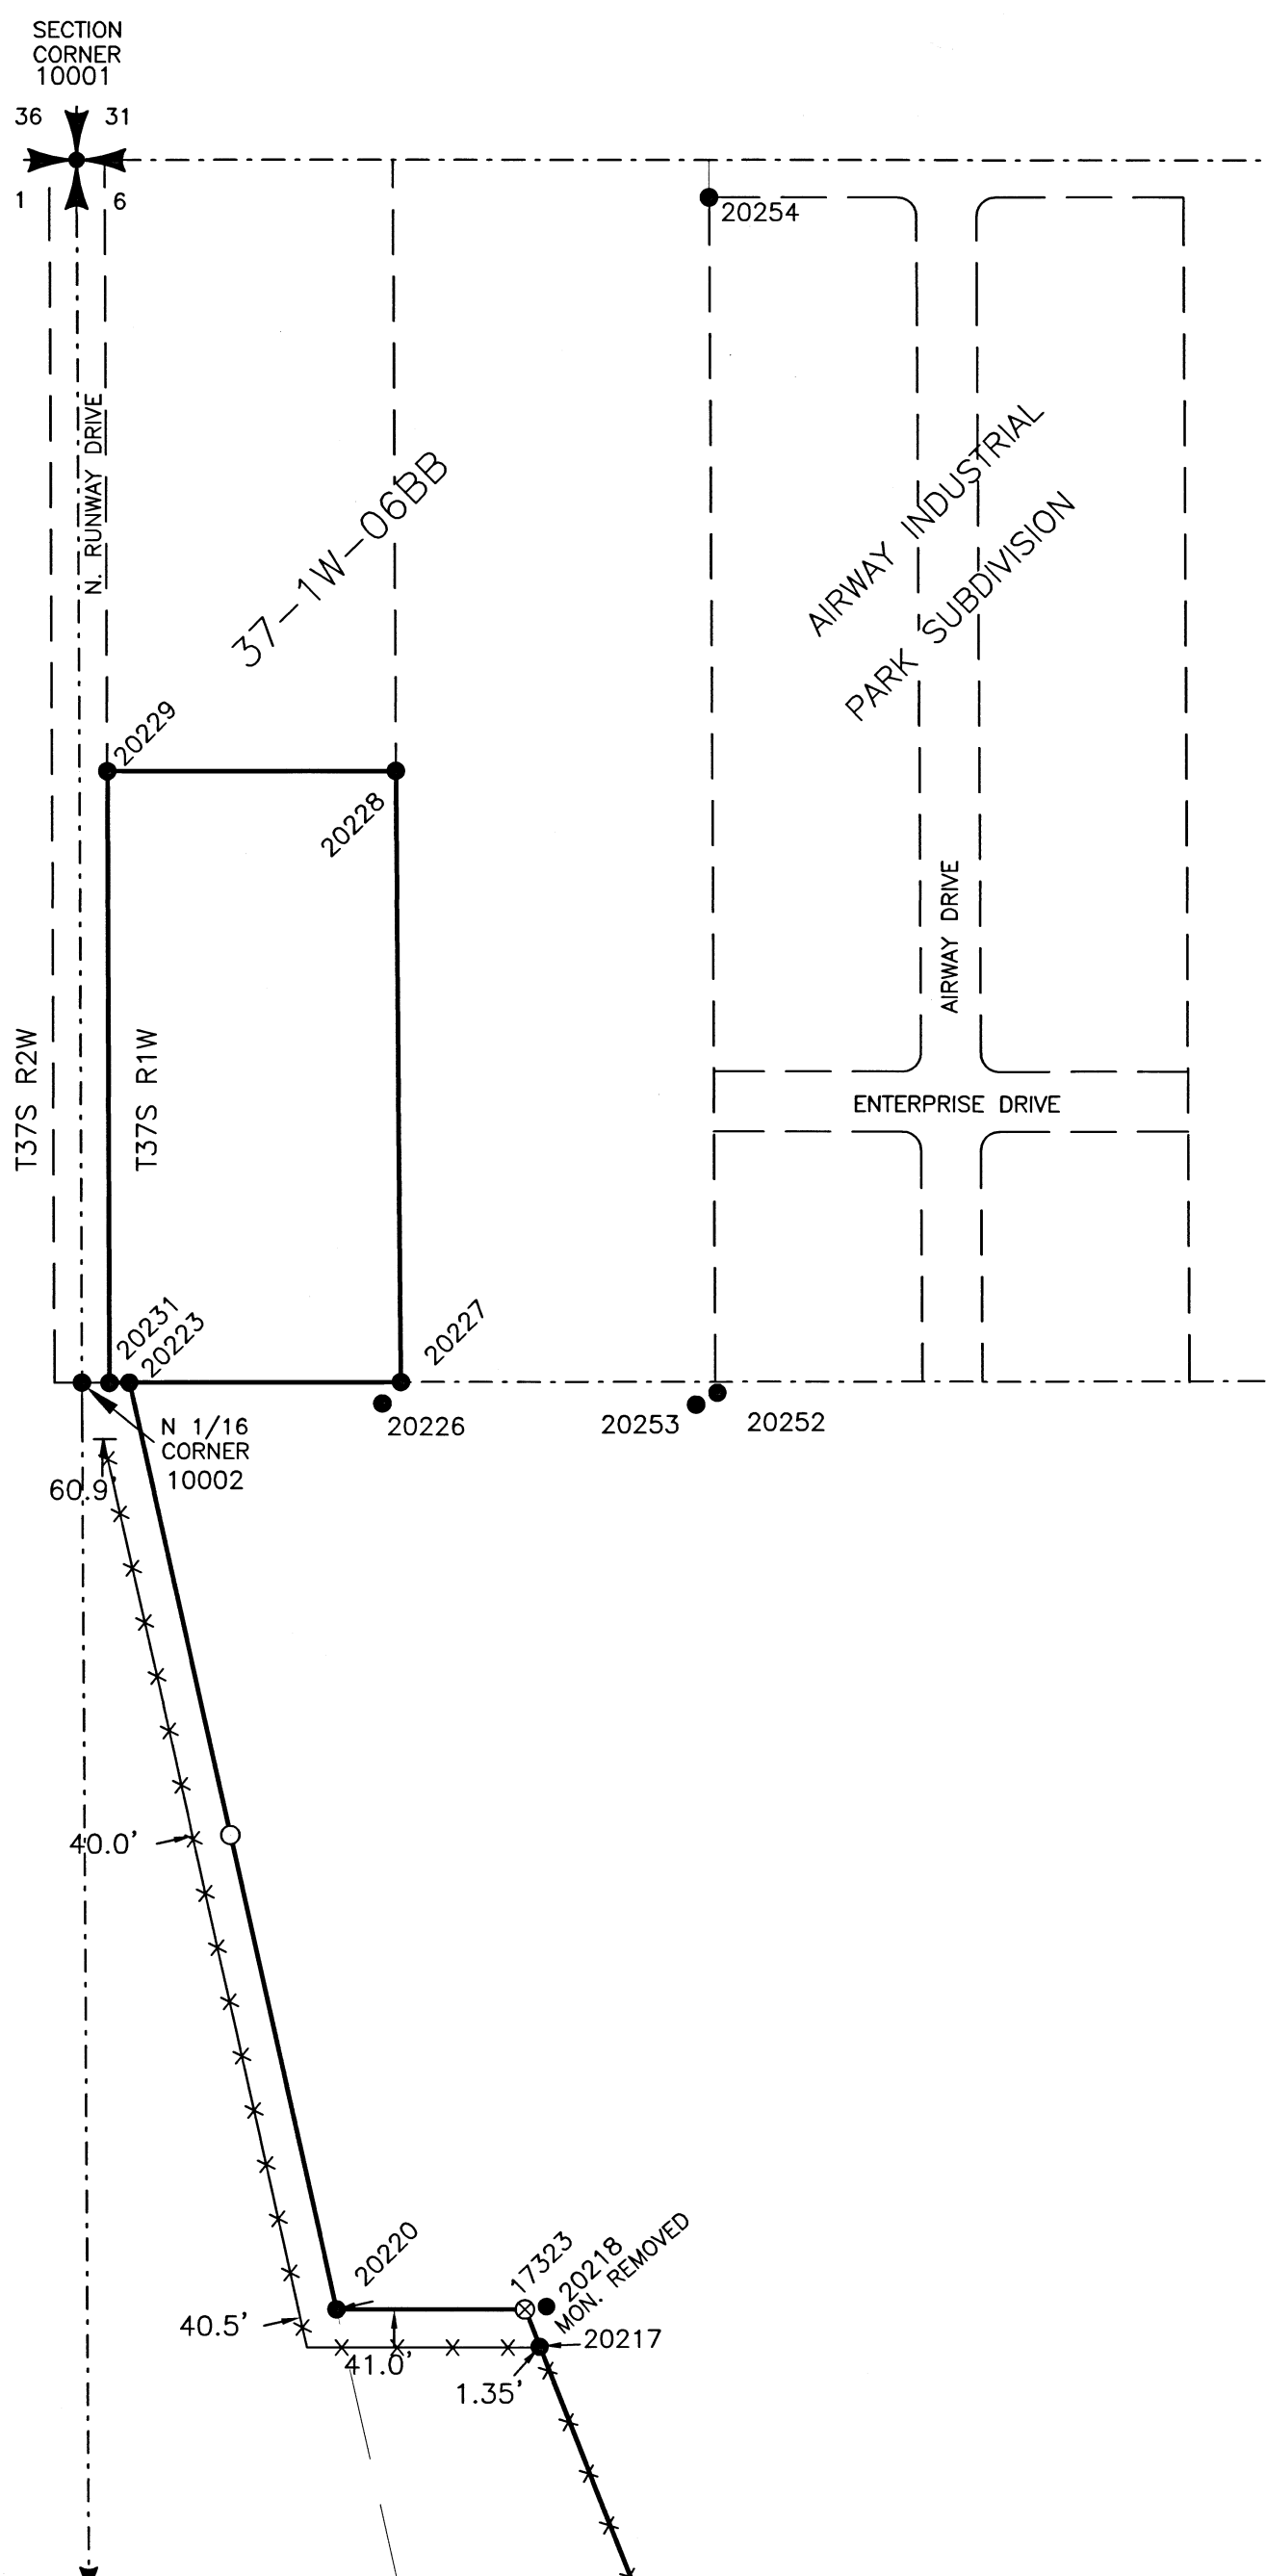 SECTION
CORNER
10001
36 31
1 6
20254
N. RUNWAY DRIVE
37-1W-06BB
AIRWAY INDUSTRIAL
PARK SUBDIVISION
20229
20228
AIRWAY DRIVE
T37S R2W
T37S R1W
ENTERPRISE DRIVE
20231
20223
20227
20226
20253
20252
N 1/16
CORNER
10002
60.9'
40.0'
20220
17323
20218
MON. REMOVED
40.5'
20217
41.0'
1.35'